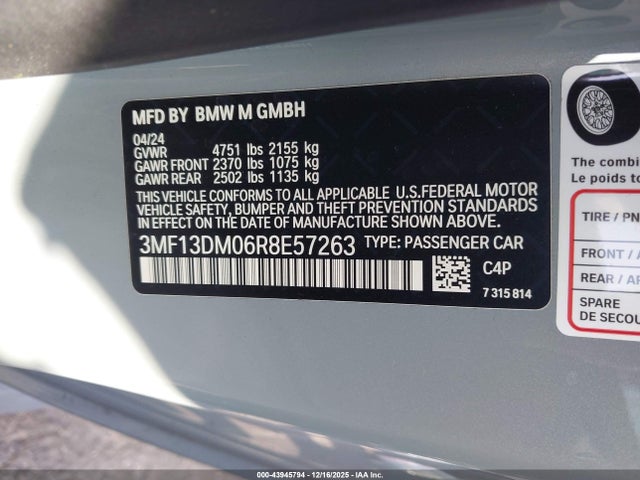 MFD BY BMW M GMBH
04/24
GVWR 4751 lbs 2155 kg
GAWR FRONT 2370 lbs 1075 kg
GAWR REAR 2502 lbs 1135 kg
THIS VEHICLE CONFORMS TO ALL APPLICABLE U.S.FEDERAL MOTOR
VEHICLE SAFETY, BUMPER AND THEFT PREVENTION STANDARDS
IN EFFECT ON THE DATE OF MANUFACTURE SHOWN ABOVE.
3MF13DM06R8E57263 TYPE: PASSENGER CAR
C4P
7 315 814
The combin
Le poids to
TIRE / PN
FRONT / A
REAR / AR
SPARE
DE SECOU
000-43945794 - 12/16/2025 - IAA Inc.